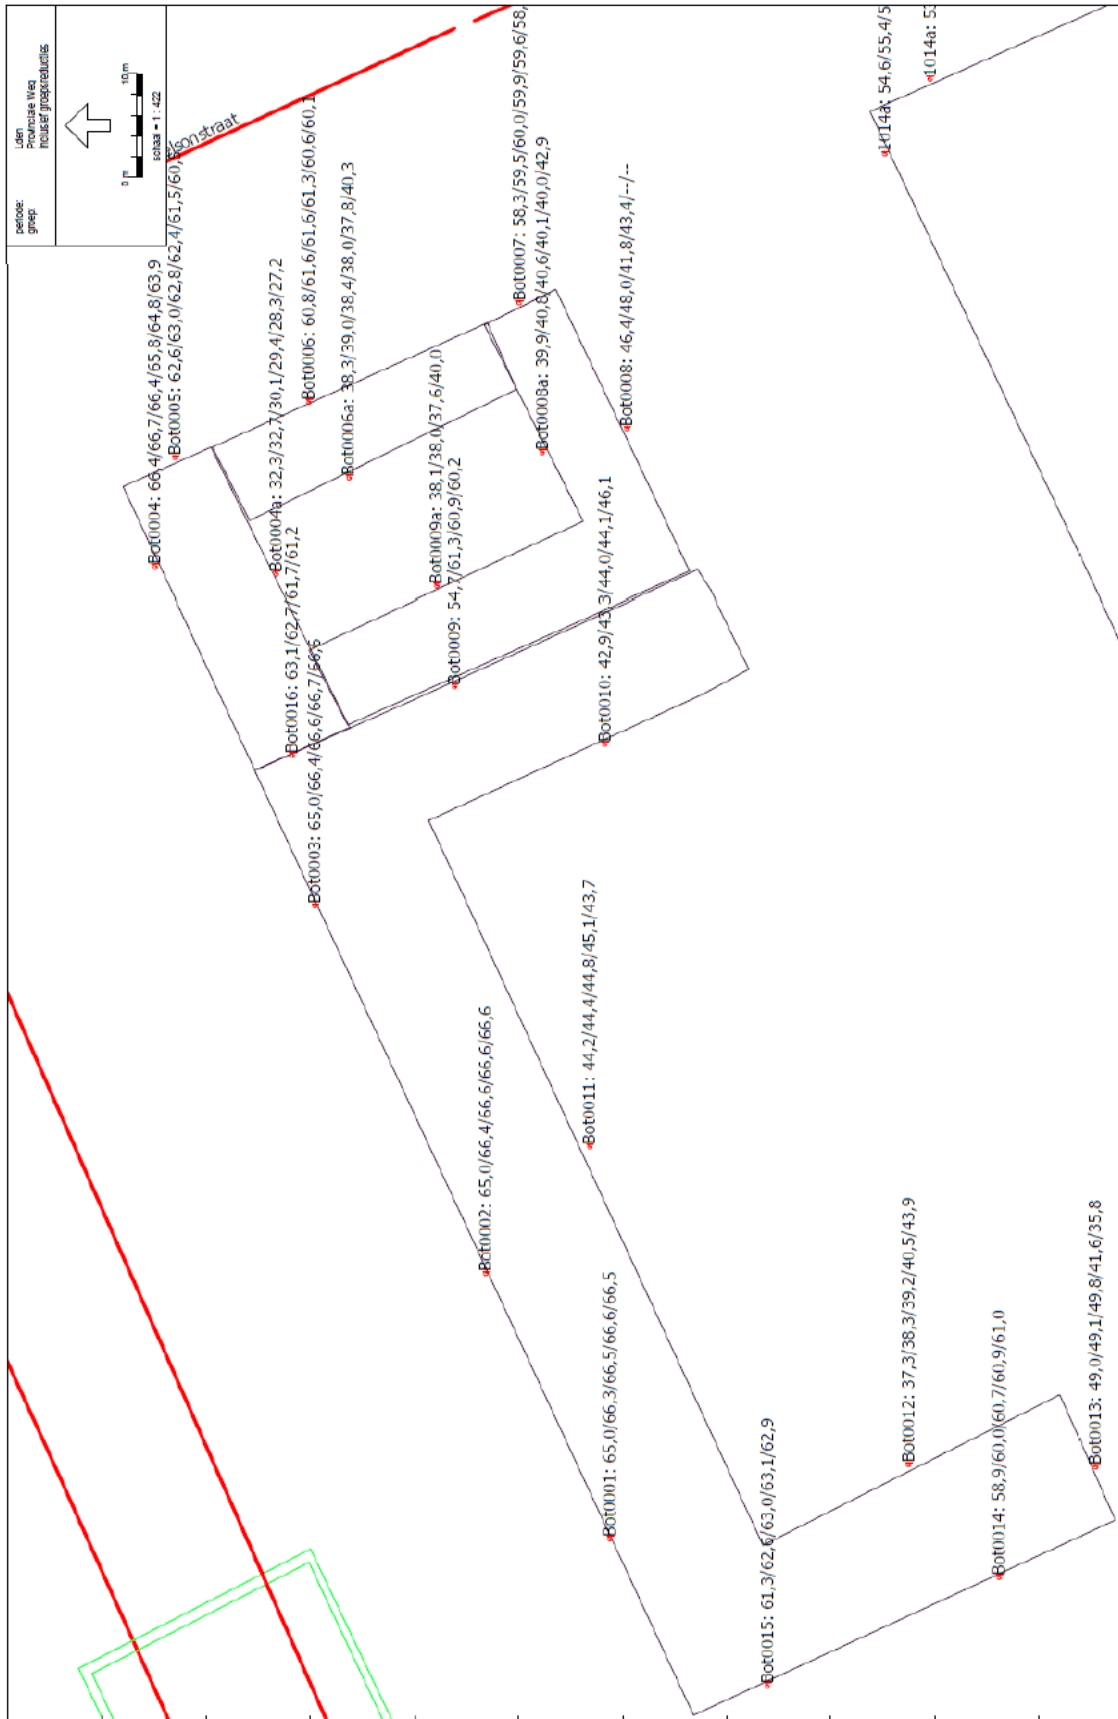 periode: Lden
groep: Provinciale Weg
Inclusief groepsreducties
0 m 10 m
schaal = 1 : 422
Bot0004: 66,4/66,7/66,4/65,8/64,8/63,9
Bot0005: 62,6/63,0/62,8/62,4/61,5/60,
Bot0004a: 32,3/32,7/30,1/29,4/28,3/27,2
Bot0016: 63,1/62,7/61,7/61,7/61,2
Bot0006: 60,8/61,6/61,6/61,3/60,6/60,1
Bot0003: 65,0/66,4/66,6/66,7/66,6
Bot0006a: 38,3/39,0/38,4/38,0/37,8/40,3
Bot0009a: 38,1/38,0/37,6/40,0
Bot0009: 54,7/61,3/60,9/60,2
Bot0002: 65,0/66,4/66,6/66,6/66,6
Bot0007: 58,3/59,5/60,0/59,9/59,6/58,
Bot0008a: 39,9/40,8/40,6/40,1/40,0/42,9
Bot0011: 44,2/44,4/44,8/45,1/43,7
Bot0010: 42,9/43,3/44,0/44,1/46,1
Bot0001: 65,0/66,3/66,5/66,6/66,5
Bot0008: 46,4/48,0/41,8/43,4/--/--
Bot0015: 61,3/62,6/63,0/63,1/62,9
1014a: 54,6/55,4/5
Bot0012: 37,3/38,3/39,2/40,5/43,9
1014a: 5
Bot0014: 58,9/60,0/60,7/60,9/61,0
Bot0013: 49,0/49,1/49,8/41,6/35,8